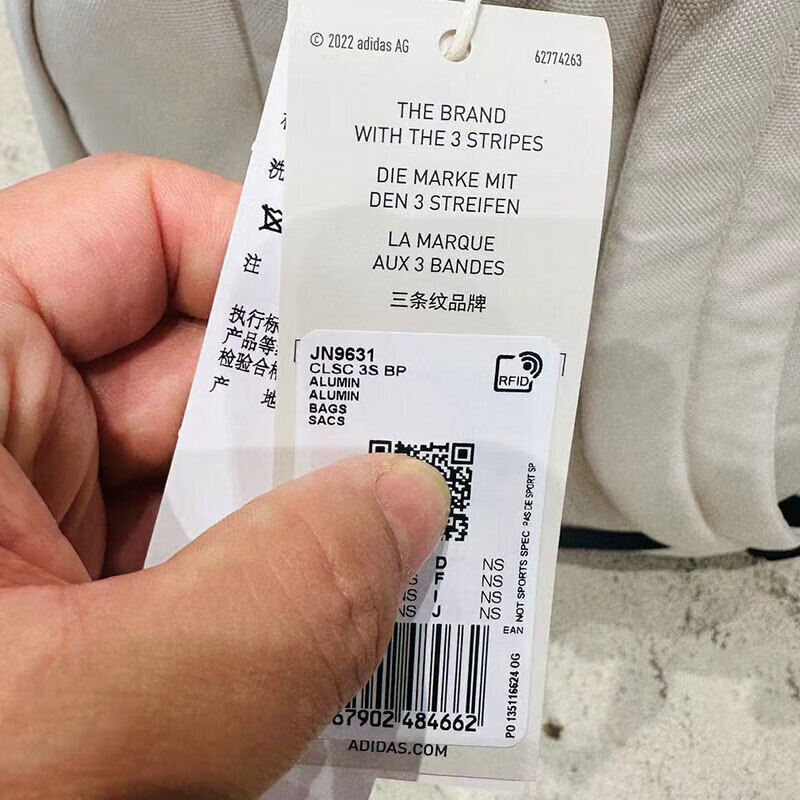 © 2022 adidas AG
62774263
THE BRAND
WITH THE 3 STRIPES
DIE MARKE MIT
DEN 3 STREIFEN
LA MARQUE
AUX 3 BANDES
三条纹品牌
洗
注
执行标
产品等
检验合格
产 地
JN9631
CLSC 3S BP
ALUMIN
ALUMIN
BAGS
SACS
RFID
D NS
F NS
NS I NS
NS J NS
NOT SPORTS SPEC PAS DE SPORT SP
EAN
PO 135116624 OG
67902 484662
ADIDAS.COM